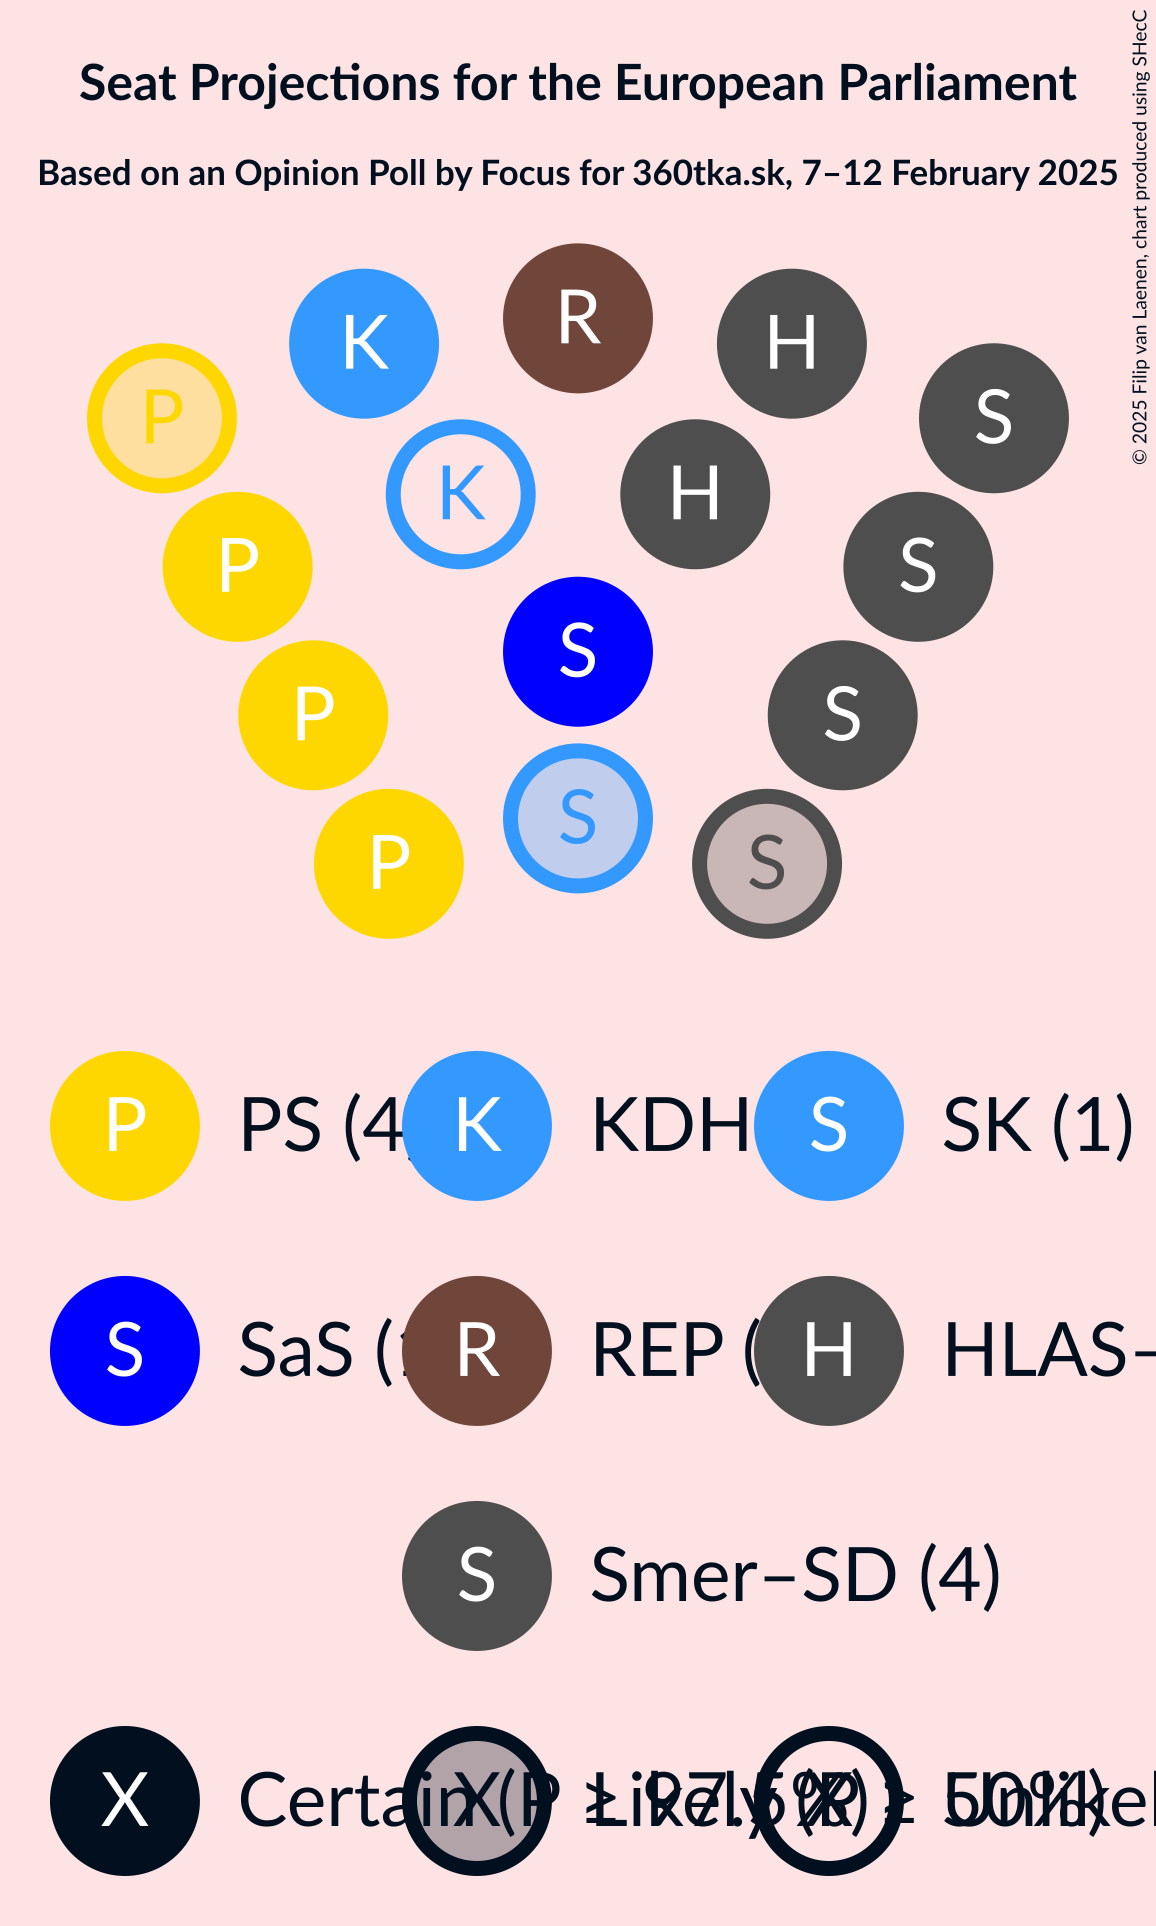 Seat Projections for the European Parliament
Based on an Opinion Poll by Focus for 360tka.sk, 7–12 February 2025
© 2025 Filip van Laenen, chart produced using SHecC
R
K H
P S
K H
P S
S
P S
S
P S
P PS (4 K KDH S SK (1)
S SaS ( R REP ( H HLAS–
S Smer–SD (4)
X Certain (P ≥ 97.5%) X Likely (P ≥ 50%) X Unlikel